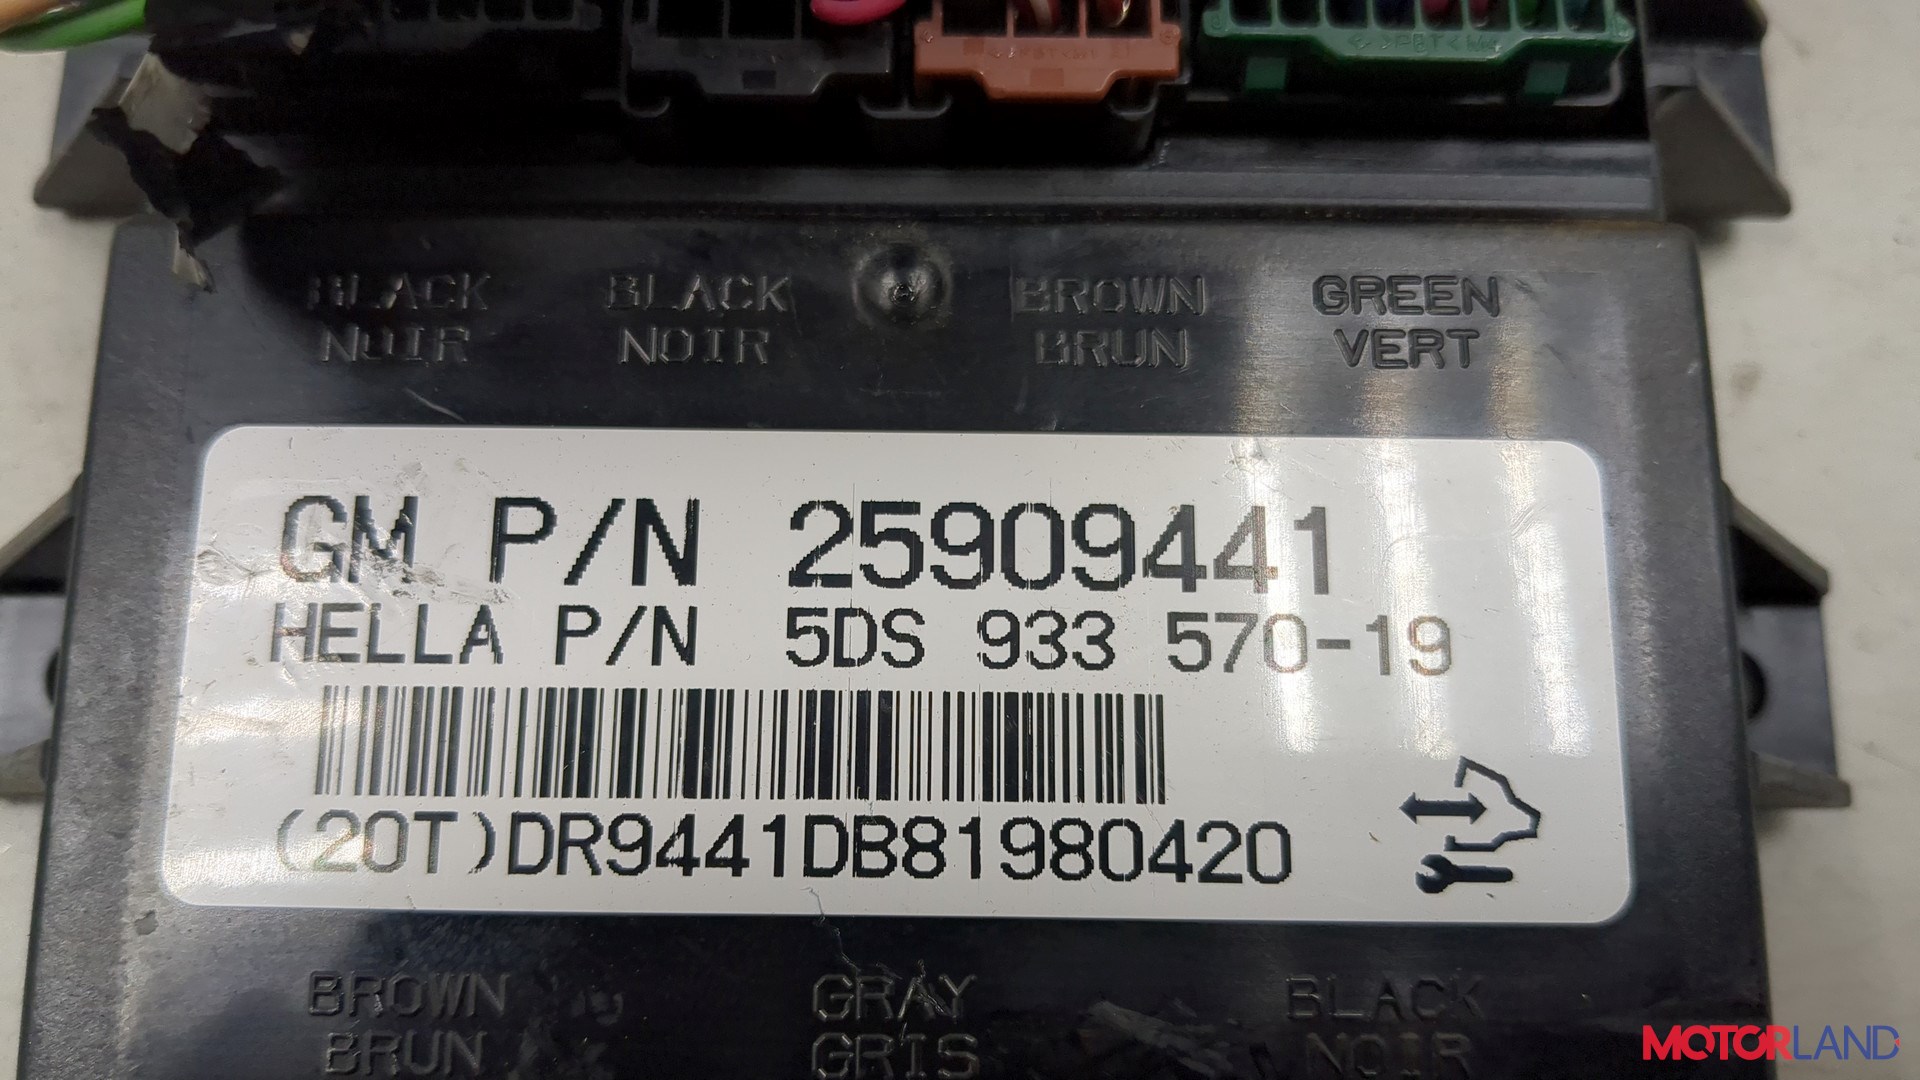 >PBT<
BLACK BLACK BROWN GREEN
NOIR NOIR BRUN VERT
GM P/N 25909441
HELLA P/N 5DS 933 570-19
(20T)DR9441DB81980420
BROWN GRAY BLACK
BRUN GRIS NOIR
MOTORLAND